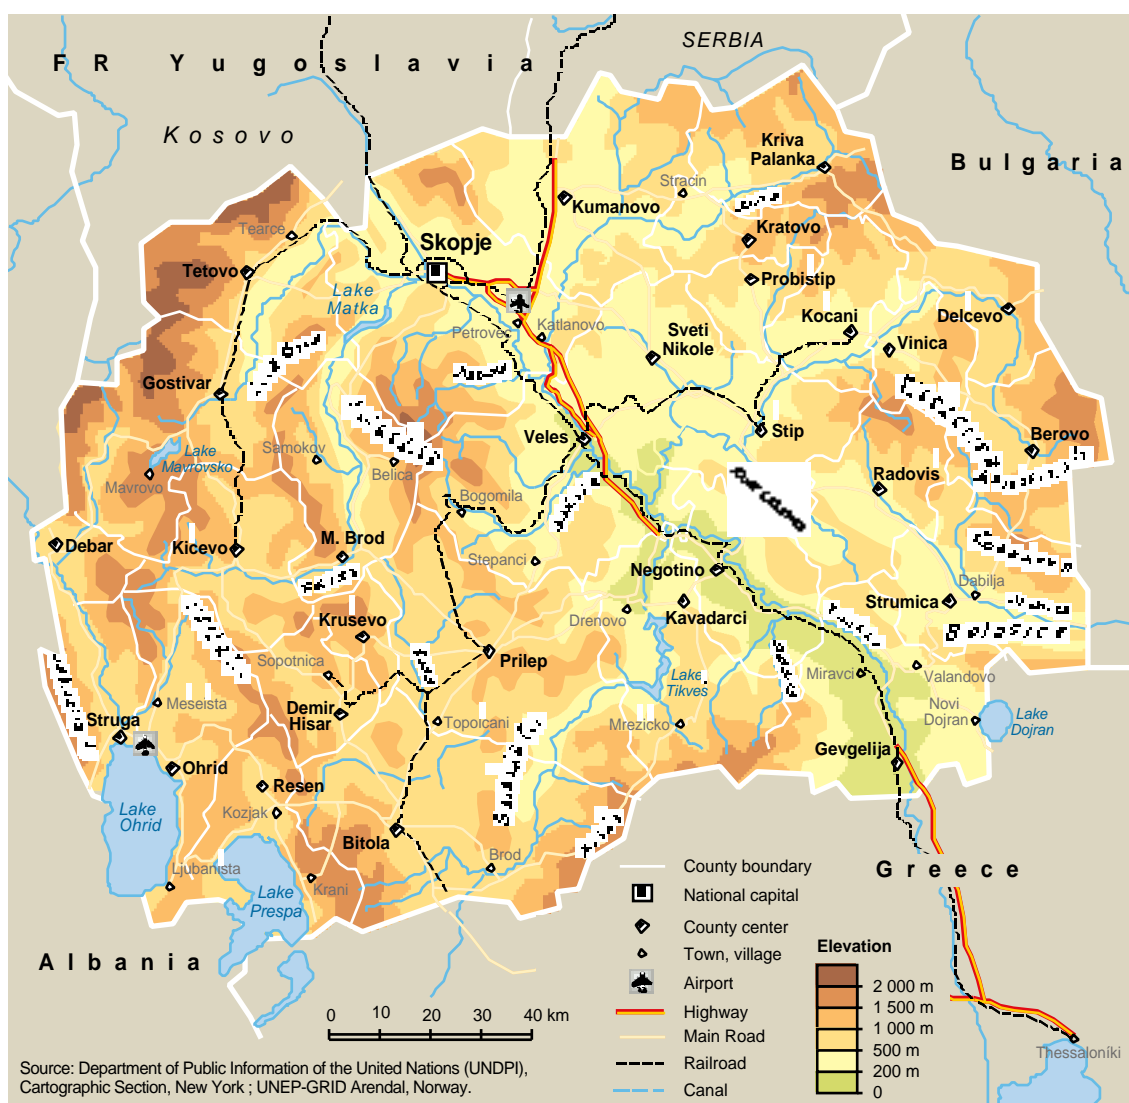 SERBIA
F R Yugoslavia
Kosovo
Bulgaria
Kriva
Palanka
Stracin
Kumanovo
Kratovo
Tearce
Skopje
Tetovo
Probistip
Lake
Matka
Petrovec
Katlanovo
Sveti
Nikole
Kocani
Delcevo
Vinica
Gostivar
Veles
Stip
Berovo
Samokov
Lake
Mavrovsko
Belica
Mavrovo
Radovis
Bogomila
Debar
Kicevo
M. Brod
Stepanci
Negotino
Dabilja
Strumica
Kavadarci
Drenovo
Krusevo
Belasica
Sopotnica
Prilep
Lake
Tikves
Miravci
Valandovo
Meseista
Struga
Demir
Hisar
Topolcani
Mrezicko
Novi
Dojran
Lake
Dojran
Gevgelija
Ohrid
Resen
Lake
Ohrid
Kozjak
Bitola
Brod
Ljubanista
Lake
Prespa
Krani
Greece
Albania
County boundary
National capital
County center
Town, village
Airport
Highway
Main Road
Railroad
Canal
Elevation
2 000 m
1 500 m
1 000 m
500 m
200 m
0
0 10 20 30 40 km
Thessaloníki
Source: Department of Public Information of the United Nations (UNDPI),
Cartographic Section, New York ; UNEP-GRID Arendal, Norway.